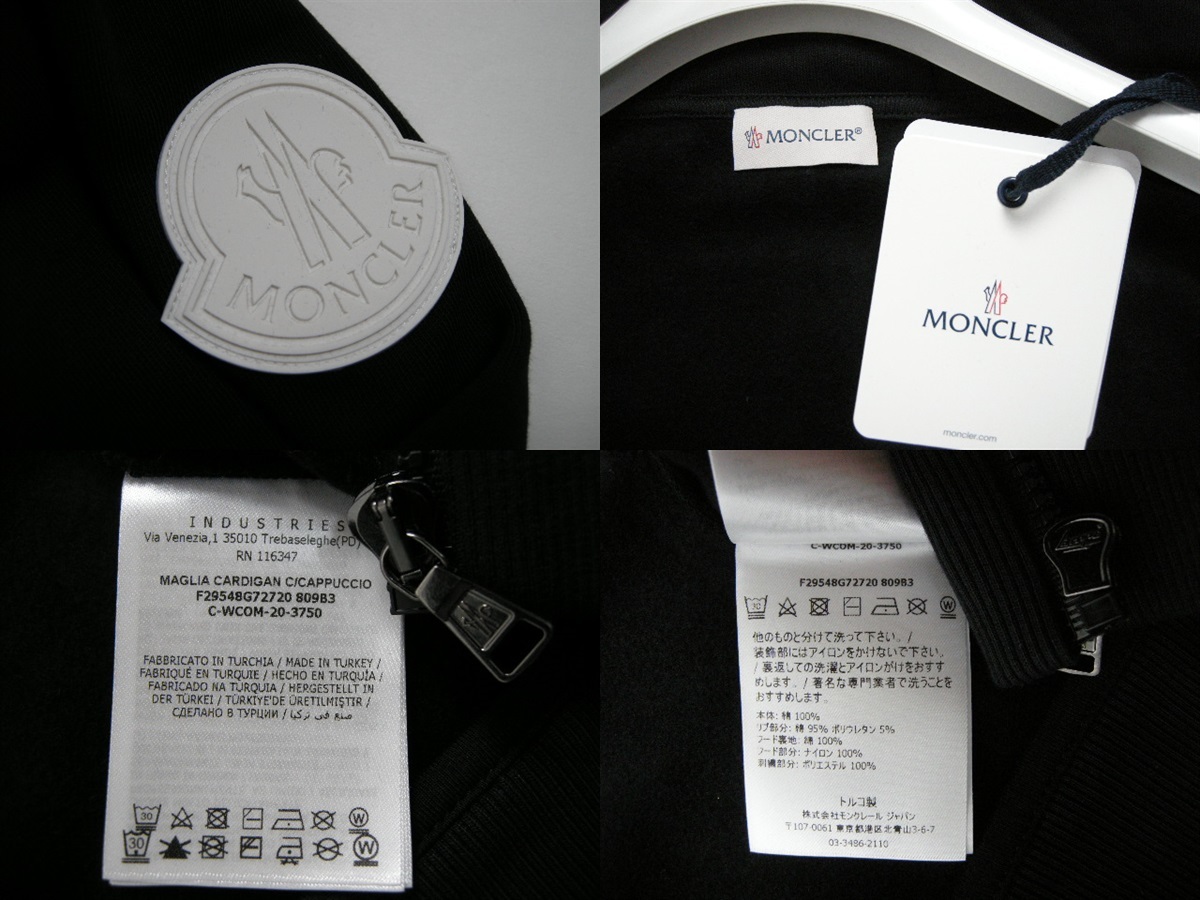 MONCLER
MONCLER®
MONCLER
moncler.com
INDUSTRIES
Via Venezia,1 35010 Trebaseleghe(PD)
RN 116347
MAGLIA CARDIGAN C/CAPPUCCIO
F29548G72720 809B3
C-WCOM-20-3750
FABBRICATO IN TURCHIA / MADE IN TURKEY /
FABRIQUÉ EN TURQUIE / HECHO EN TURQUÍA /
FABRICADO NA TURQUIA / HERGESTELLT IN
DER TÜRKEI / TÜRKİYE'DE ÜRETILMIŞTIR /
СДЕЛАНО В ТУРЦИИ / صنع في تركيا
30
W
30
W
C-WCOM-20-3750
F29548G72720 809B3
30
W
他のものと分けて洗って下さい。/
装飾部にはアイロンをかけないで下さい。
/ 裏返しての洗濯とアイロンがけをおすす
めします。/ 著名な専門業者で洗うことを
おすすめします。
本体: 綿 100%
リブ部分: 綿 95% ポリウレタン 5%
フード裏地: 綿 100%
フード部分: ナイロン 100%
刺繍部分: ポリエステル 100%
トルコ製
株式会社モンクレール ジャパン
〒107-0061 東京都港区北青山3-6-7
03-3486-2110